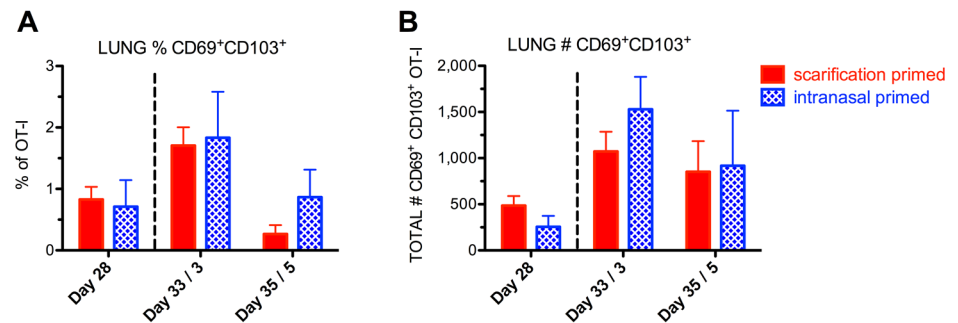 A
LUNG % CD69⁺CD103⁺
3
2
1
0
% of OT-I
Day 28
Day 33 / 3
Day 35 / 5
B
LUNG # CD69⁺CD103⁺
2,000
1,500
1,000
500
0
TOTAL # CD69⁺ CD103⁺ OT-I
Day 28
Day 33 / 3
Day 35 / 5
scarification primed
intranasal primed